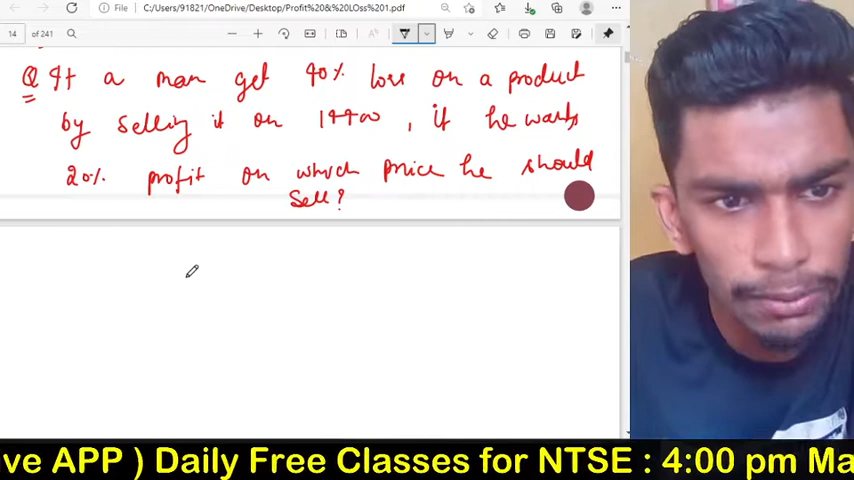 File
C:/Users/91821/OneDrive/Desktop/Profit%20&%20LOss%201.pdf
14 of 241
Q If a man get 40% loss on a product
by selling it on 14400, if he wants
20% profit on which price he should
sell?
ve APP ) Daily Free Classes for NTSE : 4:00 pm Ma